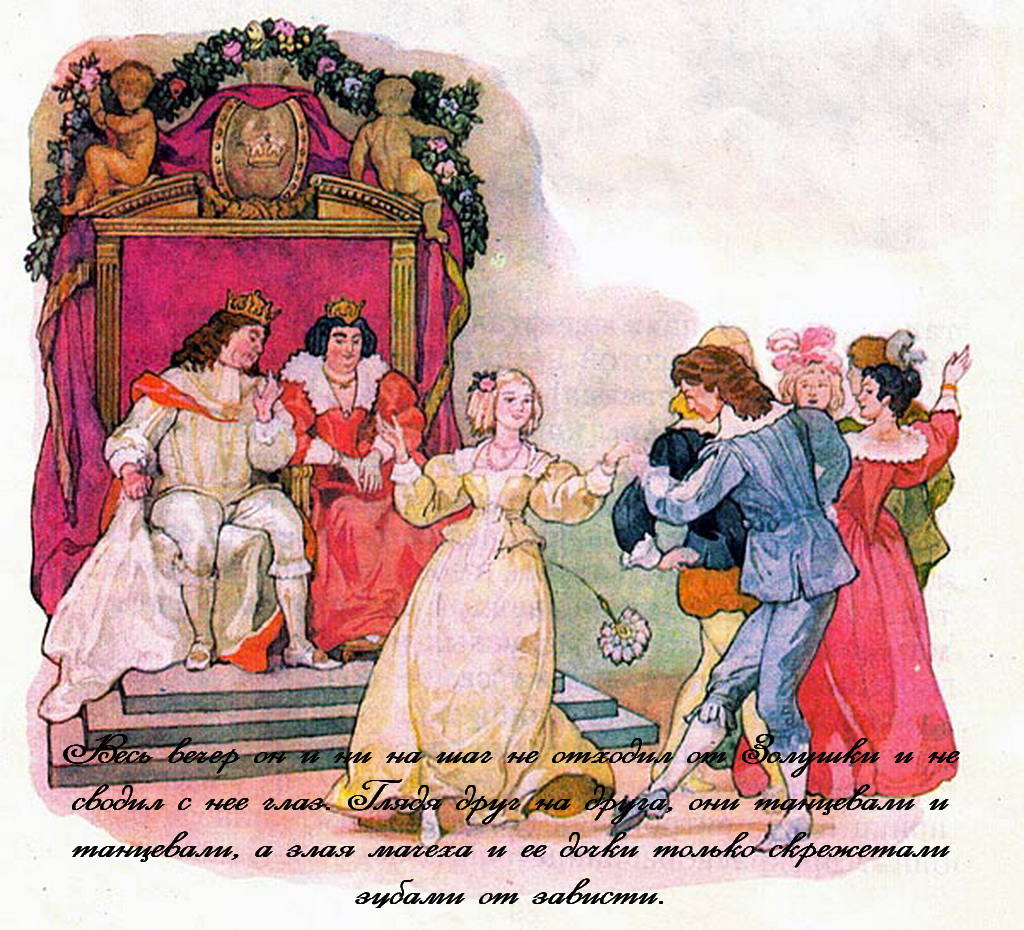 Весь вечер он и ни на шаг не отходил от Золушки и не
сводил с нее глаз. Глядя друг на друга, они танцевали и
танцевали, а злая мачеха и ее дочки только скрежетали
зубами от зависти.